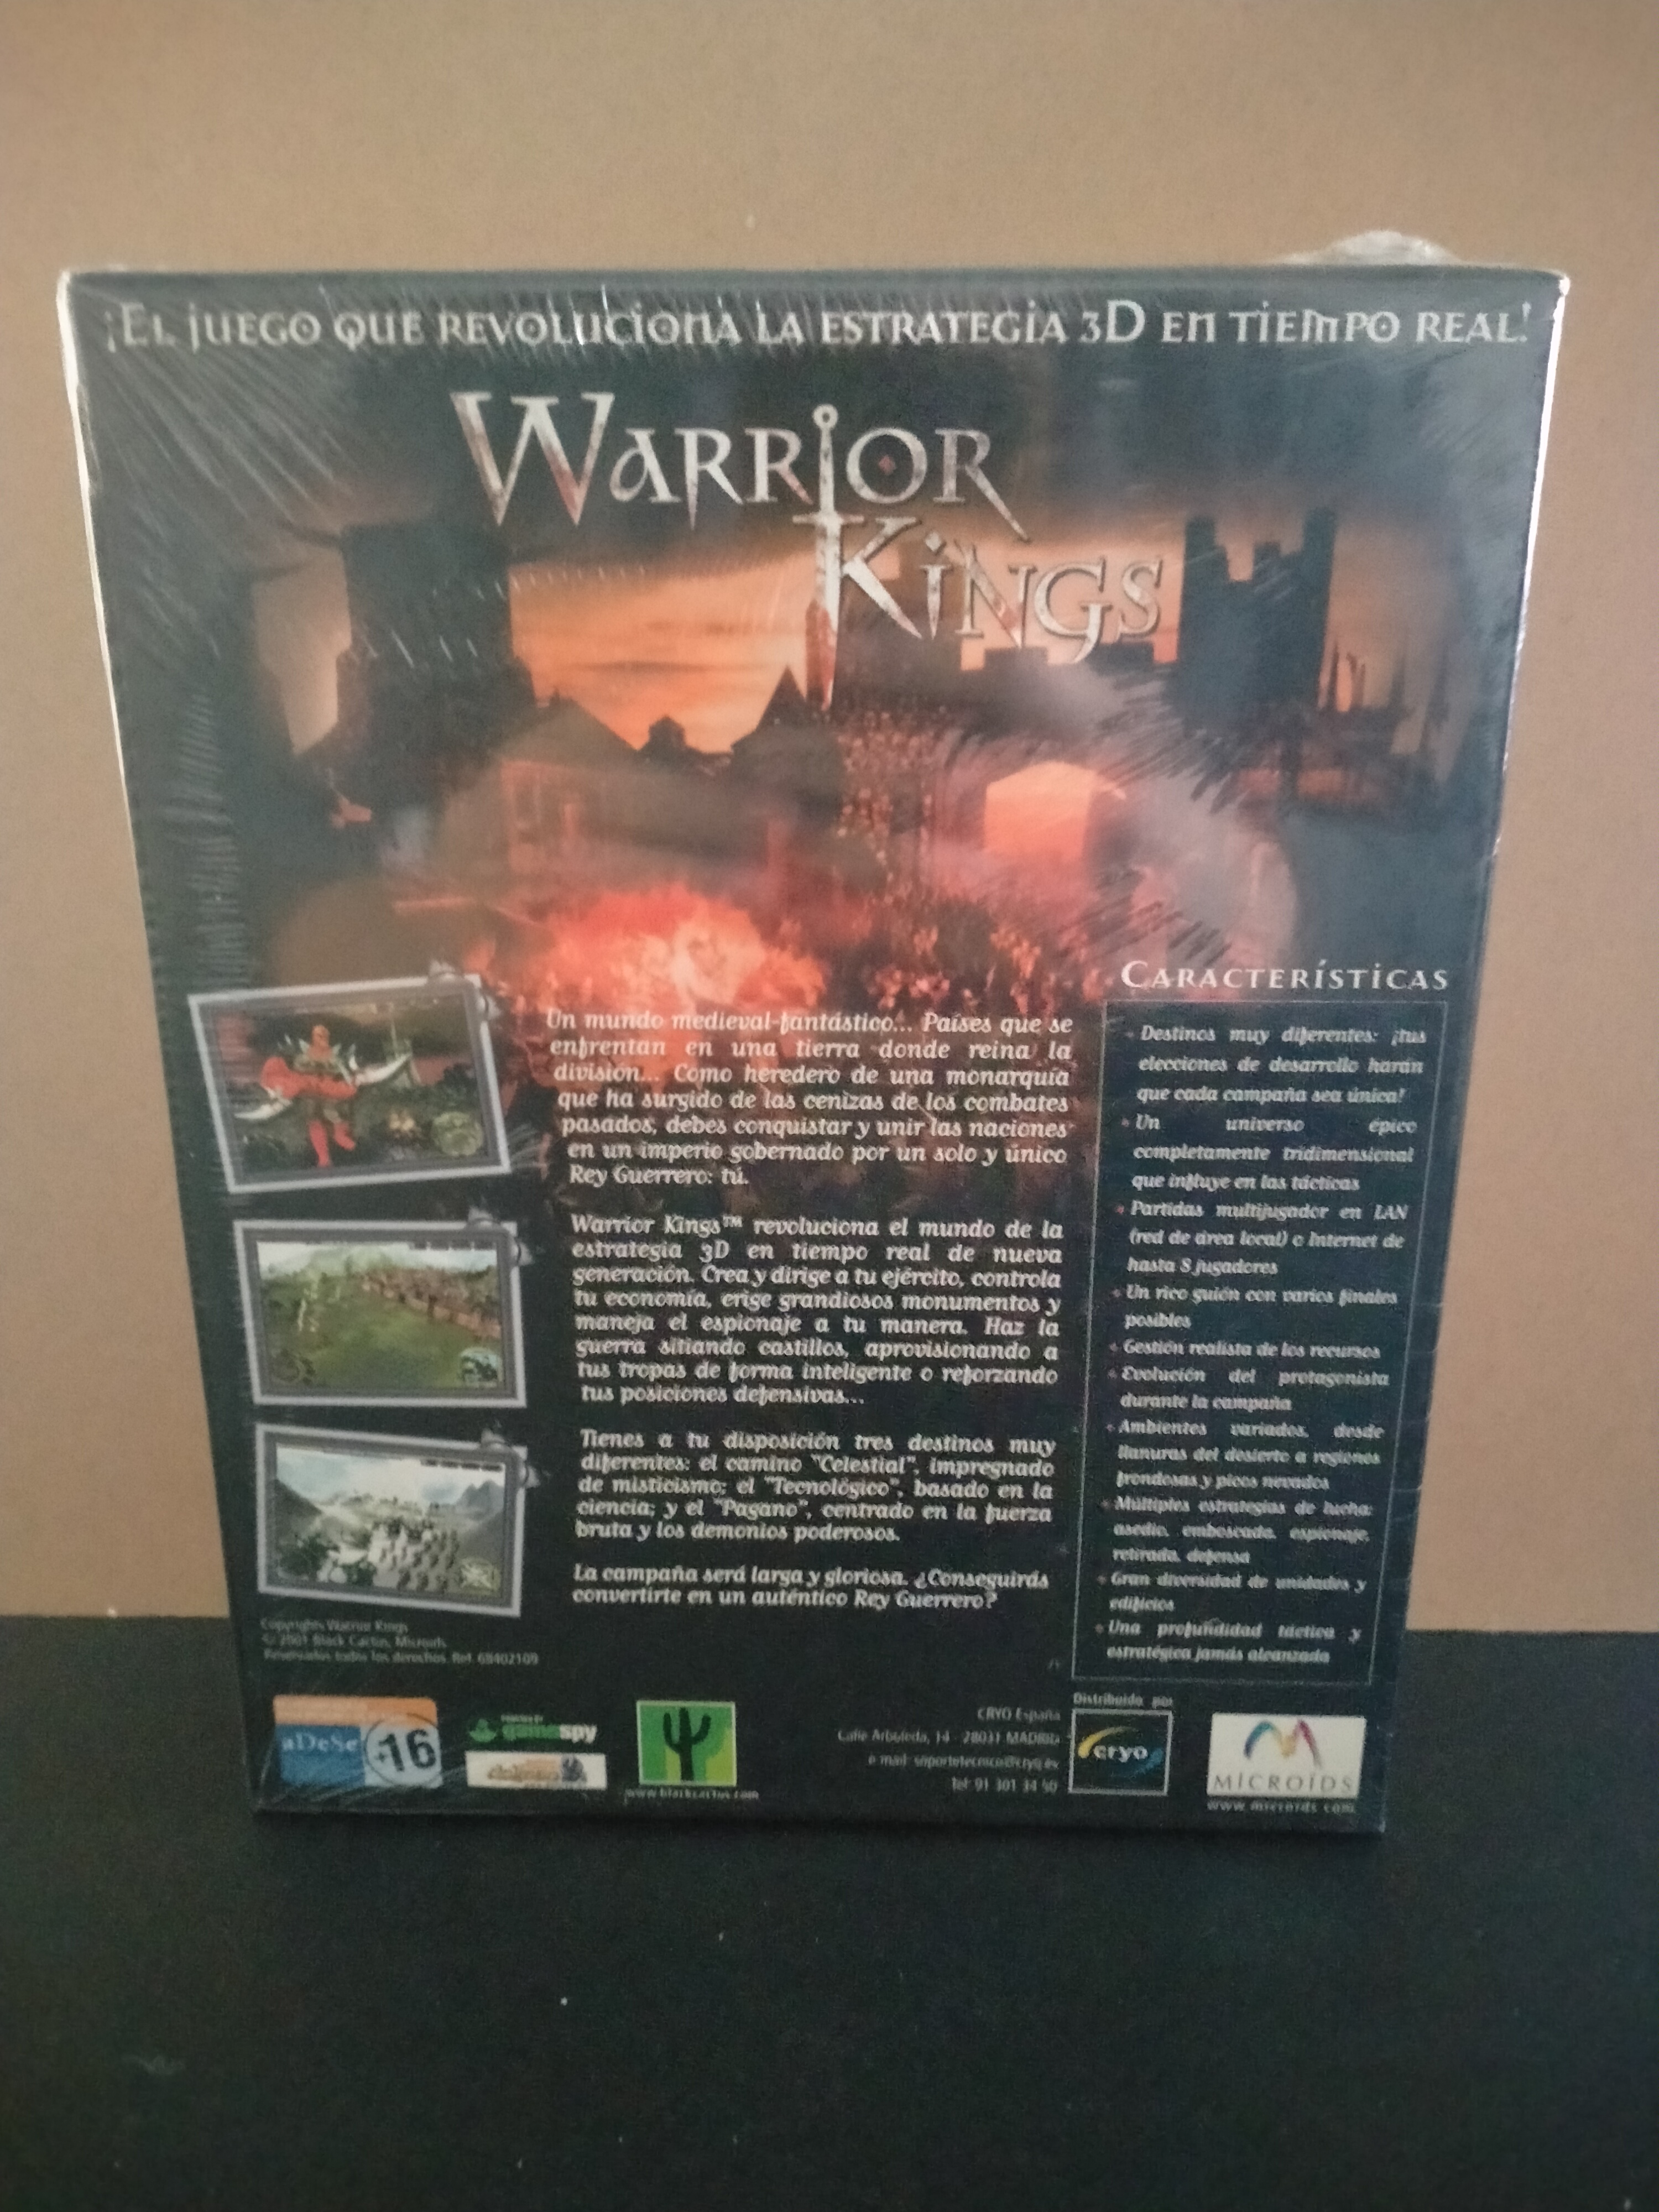 ¡EL JUEGO QUE REVOLUCIONA LA ESTRATEGIA 3D EN TIEMPO REAL!
WARRIOR
KINGS
Un mundo medieval-fantástico... Países que se
enfrentan en una tierra donde reina la
división... Como heredero de una monarquía
que ha surgido de las cenizas de los combates
pasados, debes conquistar y unir las naciones
en un imperio gobernado por un solo y único
Rey Guerrero: tú.
Warrior Kings™ revoluciona el mundo de la
estrategia 3D en tiempo real de nueva
generación. Crea y dirige a tu ejército, controla
tu economía, erige grandiosos monumentos y
maneja el espionaje a tu manera. Haz la
guerra sitiando castillos, aprovisionando a
tus tropas de forma inteligente o reforzando
tus posiciones defensivas...
Tienes a tu disposición tres destinos muy
diferentes: el camino "Celestial", impregnado
de misticismo; el "Tecnológico", basado en la
ciencia; y el "Pagano", centrado en la fuerza
bruta y los demonios poderosos.
La campaña será larga y gloriosa. ¿Conseguirás
convertirte en un auténtico Rey Guerrero?
CARACTERÍSTICAS
Destinos muy diferentes: ¡tus
elecciones de desarrollo harán
que cada campaña sea única!
Un universo épico
completamente tridimensional
que influye en las tácticas
Partidas multijugador en LAN
(red de área local) o Internet de
hasta 8 jugadores
Un rico guión con varios finales
posibles
Gestión realista de los recursos
Evolución del protagonista
durante la campaña
Ambientes variados, desde
llanuras del desierto a regiones
frondosas y picos nevados
Múltiples estrategias de lucha:
asedio, emboscada, espionaje,
retirada, defensa
Gran diversidad de unidades y
edificios
Una profundidad táctica y
estratégica jamás alcanzada
Copyrights Warrior Kings
© 2001 Black Cactus, Microids
Reservados todos los derechos. Ref. 68402109
aDeSe
16
POWERED BY
gamespy
www.blackcactus.com
CRYO España
Calle Arboleda, 14 - 28031 MADRID
e-mail: soportetecnico@cryo.es
Tel: 91 301 34 50
Distribuido por
cryo
MICROÏDS
www.microids.com